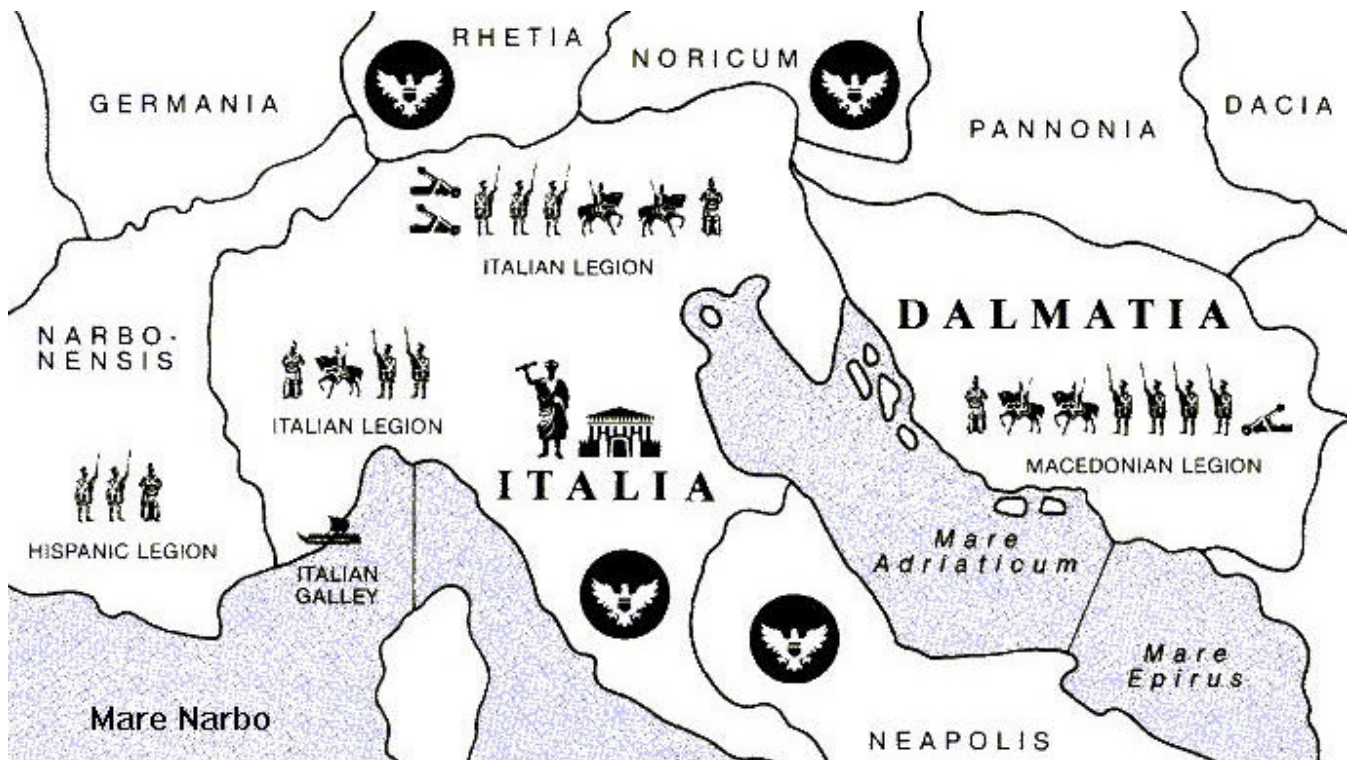 RHETIA
NORICUM
GERMANIA
DACIA
PANNONIA
ITALIAN LEGION
DALMATIA
NARBO-
NENSIS
ITALIAN LEGION
MACEDONIAN LEGION
ITALIA
HISPANIC LEGION
Mare
Adriaticum
ITALIAN
GALLEY
Mare
Epirus
Mare Narbo
NEAPOLIS